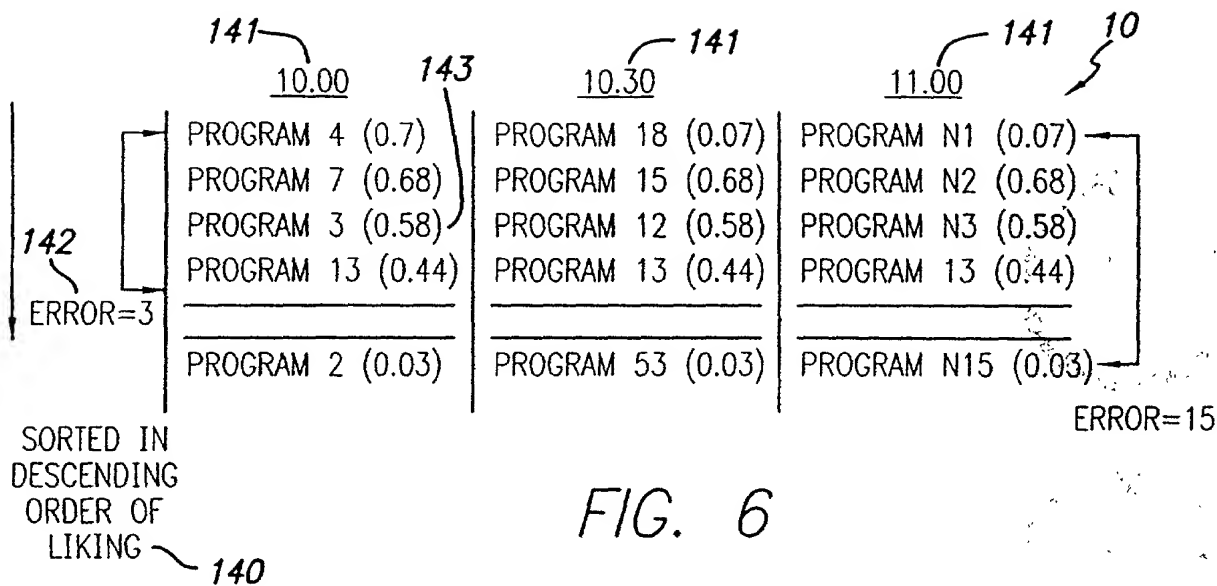 141 141 10 141
10.00 143 10.30 11.00
PROGRAM 4 (0.7) PROGRAM 18 (0.07) PROGRAM N1 (0.07)
PROGRAM 7 (0.68) PROGRAM 15 (0.68) PROGRAM N2 (0.68)
PROGRAM 3 (0.58) PROGRAM 12 (0.58) PROGRAM N3 (0.58)
142
PROGRAM 13 (0.44) PROGRAM 13 (0.44) PROGRAM 13 (0.44)
ERROR=3
PROGRAM 2 (0.03) PROGRAM 53 (0.03) PROGRAM N15 (0.03)
ERROR=15
SORTED IN
DESCENDING
ORDER OF
LIKING
140
FIG. 6